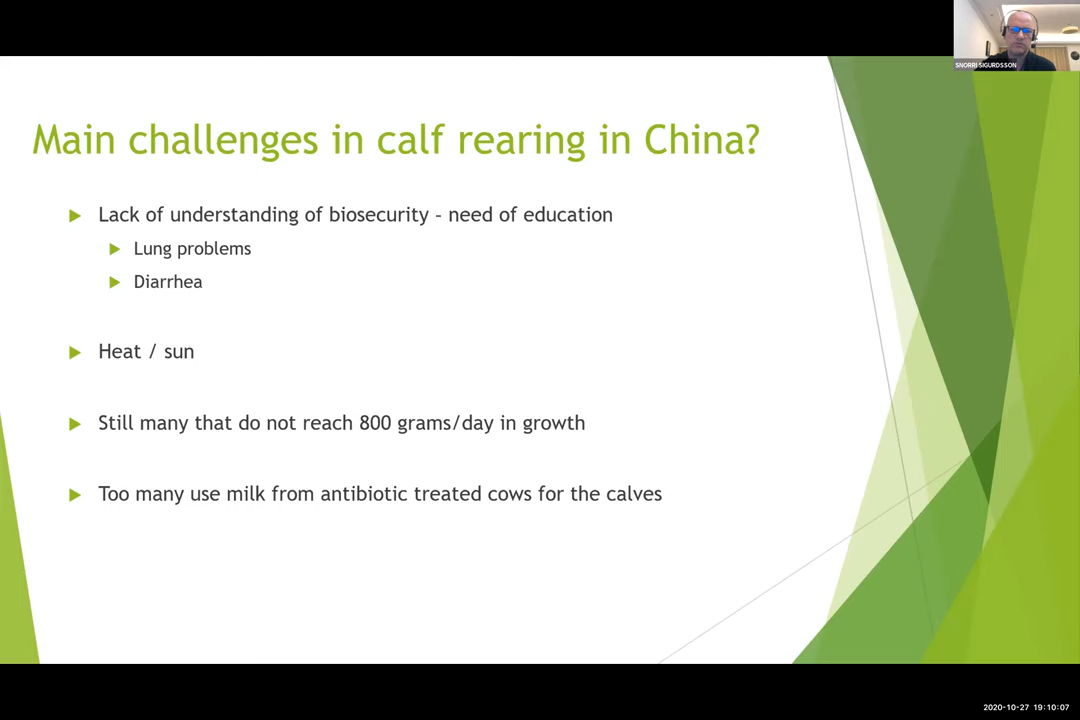 SNORRI SIGURDSSON
Main challenges in calf rearing in China?
Lack of understanding of biosecurity – need of education
Lung problems
Diarrhea
Heat / sun
Still many that do not reach 800 grams/day in growth
Too many use milk from antibiotic treated cows for the calves
2020-10-27 19:10:07